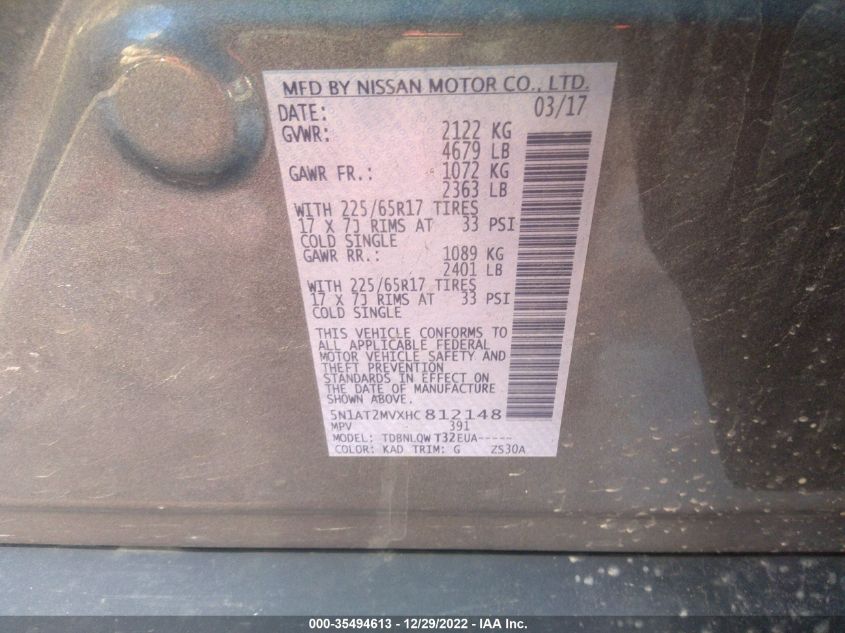 MFD BY NISSAN MOTOR CO., LTD.
DATE: 03/17
GVWR: 2122 KG
4679 LB
GAWR FR.: 1072 KG
2363 LB
WITH 225/65R17 TIRES
17 X 7J RIMS AT 33 PSI
COLD SINGLE
GAWR RR.: 1089 KG
2401 LB
WITH 225/65R17 TIRES
17 X 7J RIMS AT 33 PSI
COLD SINGLE
THIS VEHICLE CONFORMS TO
ALL APPLICABLE FEDERAL
MOTOR VEHICLE SAFETY AND
THEFT PREVENTION
STANDARDS IN EFFECT ON
THE DATE OF MANUFACTURE
SHOWN ABOVE.
5N1AT2MVXHC812148
MPV 391
MODEL: TDBNLQWT32EUA-----
COLOR: KAD TRIM: G ZS30A
000-35494613 - 12/29/2022 - IAA Inc.